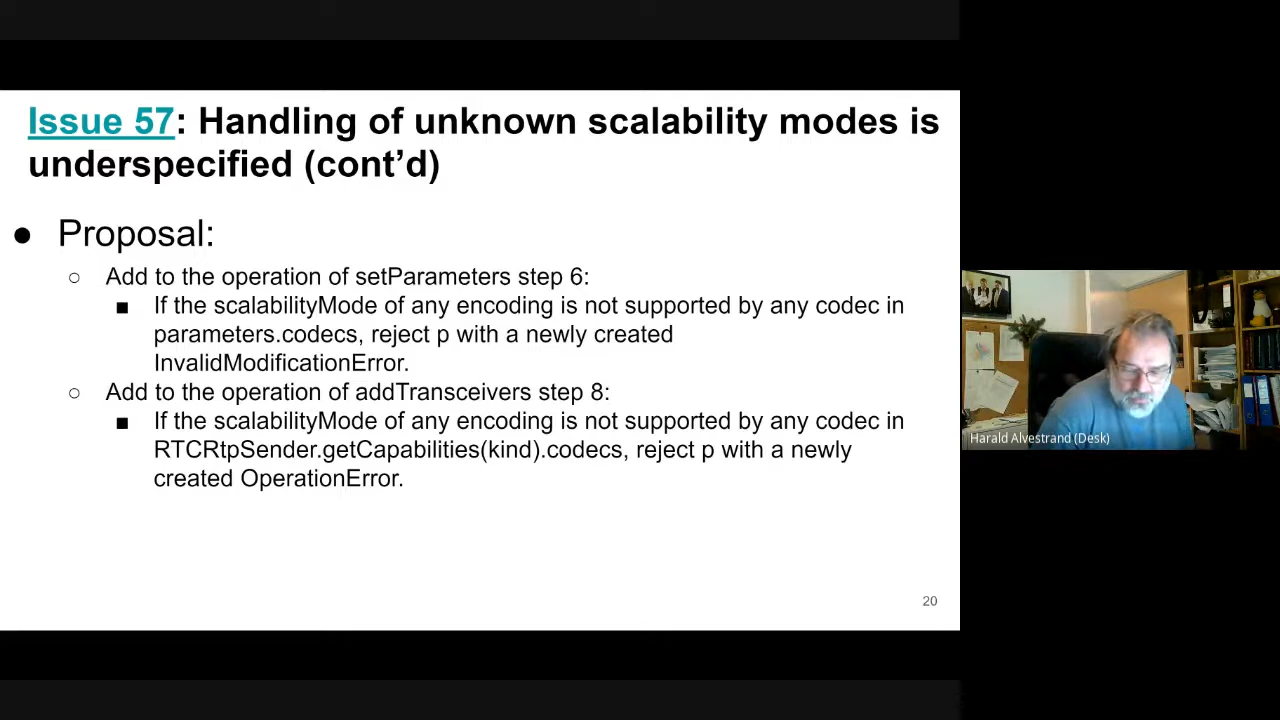 Issue 57: Handling of unknown scalability modes is
underspecified (cont’d)
● Proposal:
○ Add to the operation of setParameters step 6:
■ If the scalabilityMode of any encoding is not supported by any codec in
parameters.codecs, reject p with a newly created
InvalidModificationError.
○ Add to the operation of addTransceivers step 8:
■ If the scalabilityMode of any encoding is not supported by any codec in
RTCRtpSender.getCapabilities(kind).codecs, reject p with a newly
created OperationError.
20
Harald Alvestrand (Desk)